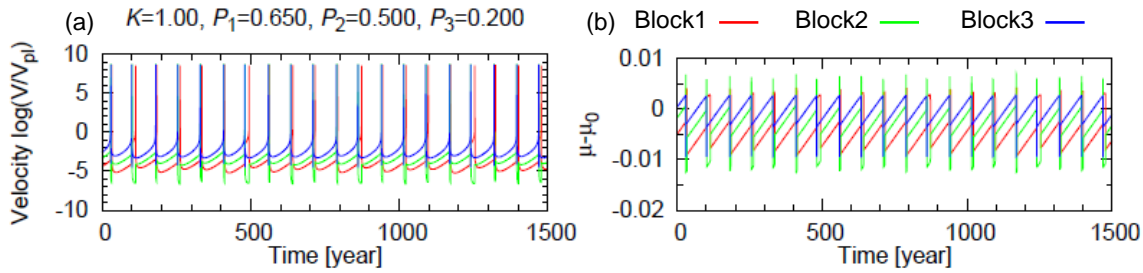 (a) K=1.00, P1=0.650, P2=0.500, P3=0.200
Velocity log(V/Vpl)
10
5
0
-5
-10
0 500 1000 1500
Time [year]
(b) Block1 Block2 Block3
μ-μ0
0.01
0
-0.01
-0.02
0 500 1000 1500
Time [year]